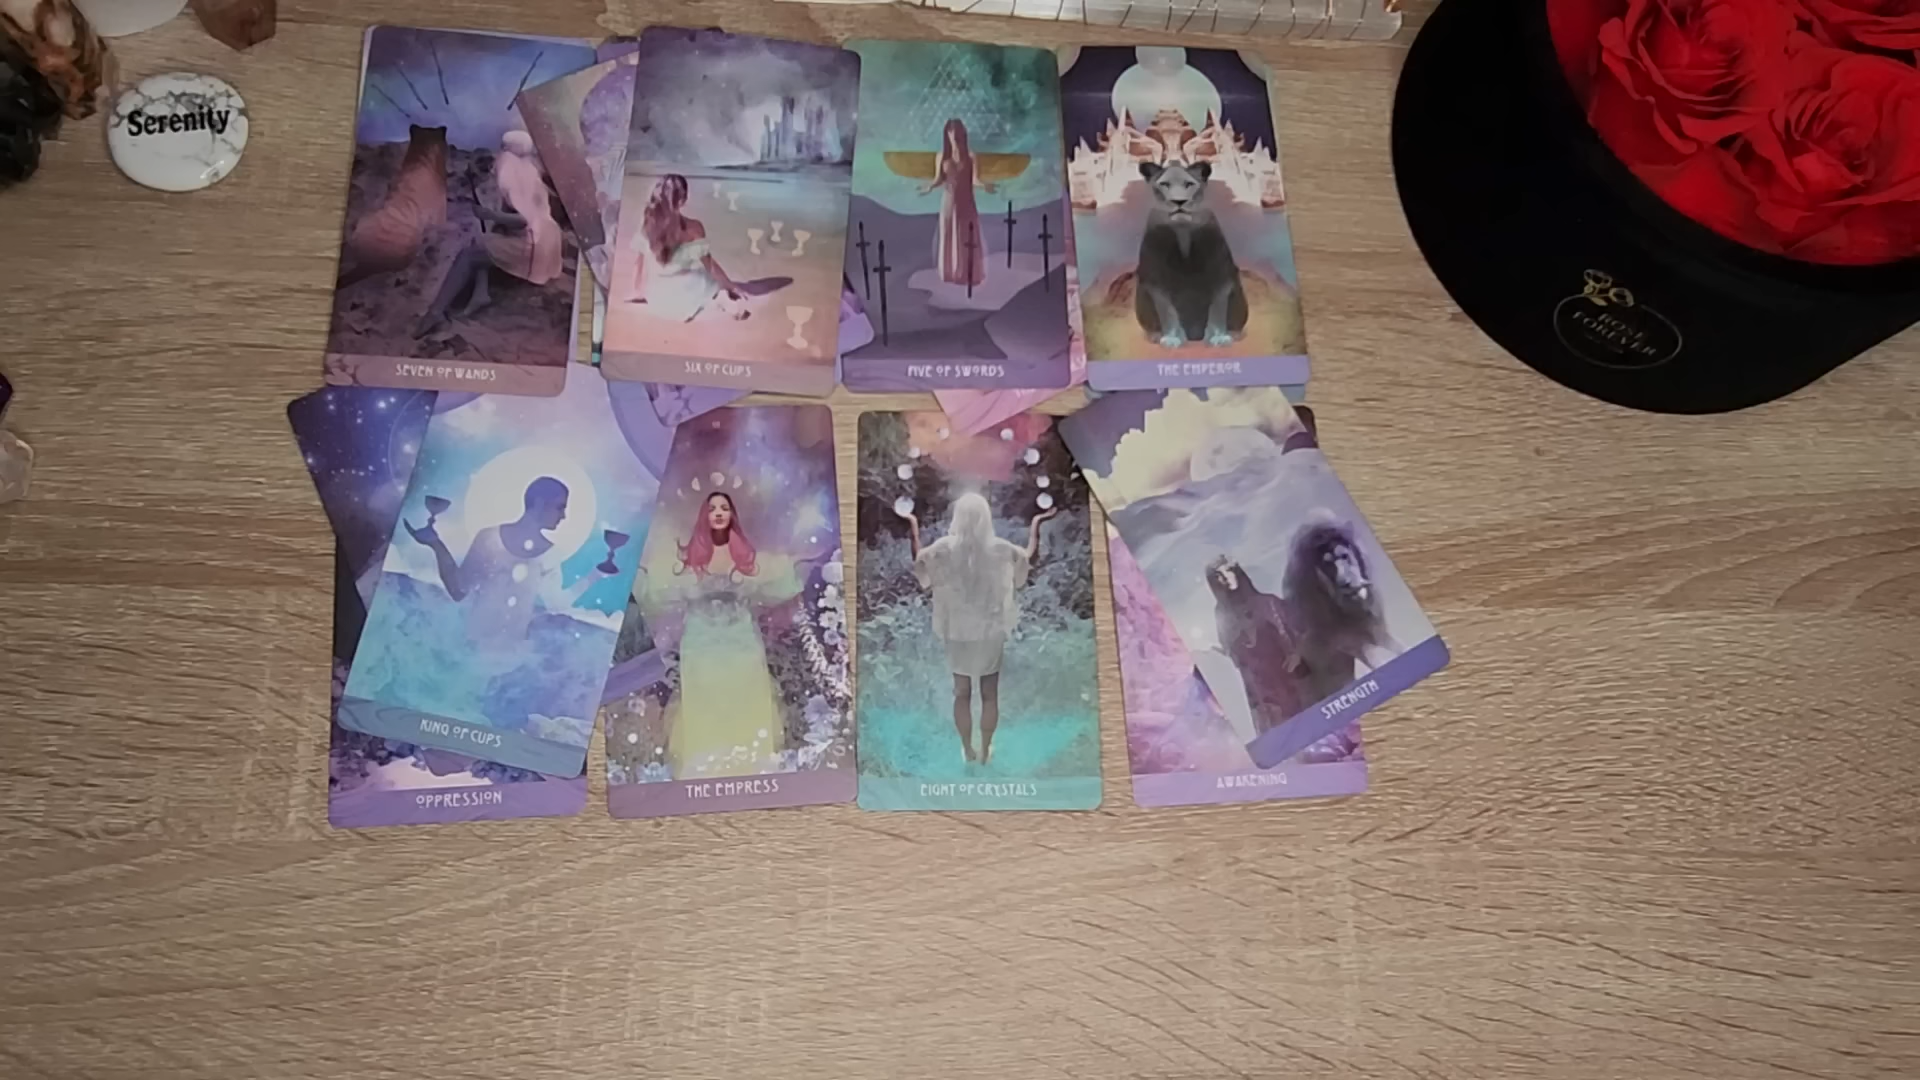 Serenity
SEVEN OF WANDS
SIX OF CUPS
FIVE OF SWORDS
THE EMPEROR
ROSE
FOREVER
KING OF CUPS
OPPRESSION
THE EMPRESS
EIGHT OF CRYSTALS
STRENGTH
AWAKENING